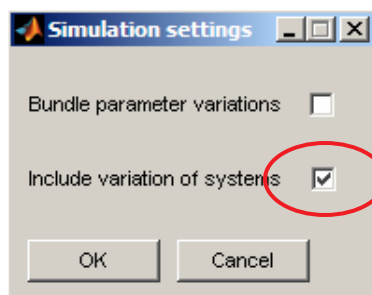 Simulation settings
Bundle parameter variations
Include variation of systems
OK Cancel